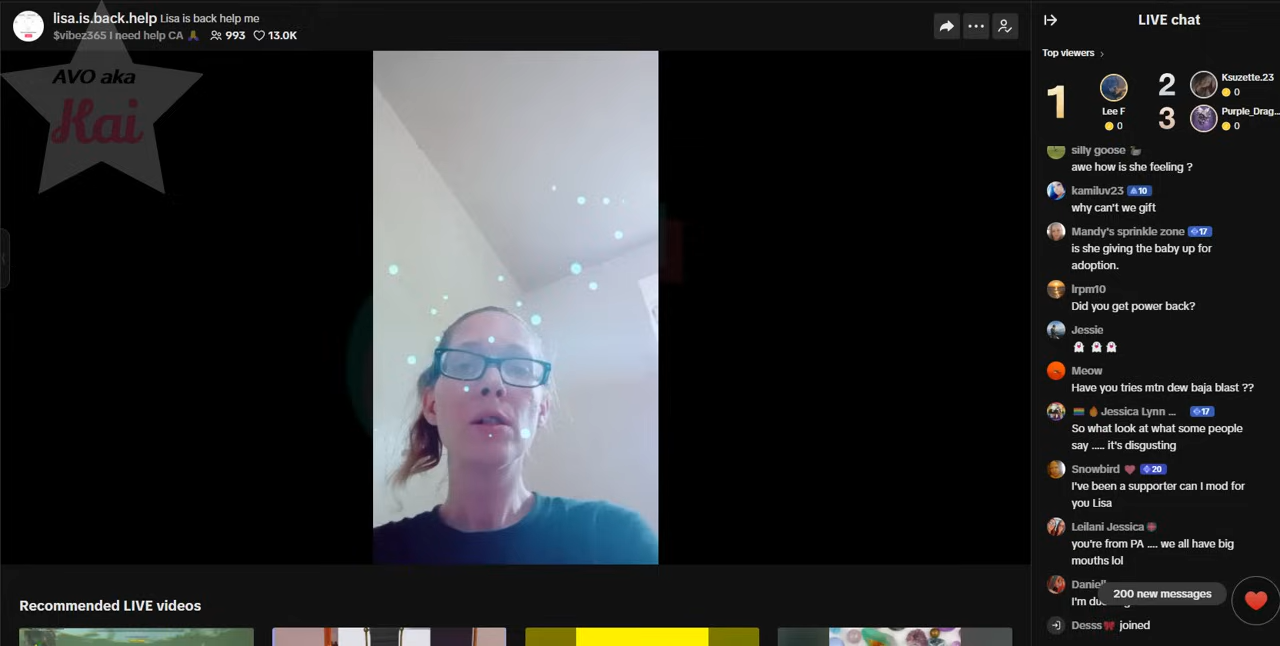 lisa.is.back.help Lisa is back help me
$vibez365 I need help CA 993 13.0K
AVO aka
Kai
LIVE chat
Top viewers
1
Lee F
0
2
Ksuzette.23
0
3
Purple_Drag...
0
silly goose
awe how is she feeling ?
kamiluv23 10
why can't we gift
Mandy's sprinkle zone 17
is she giving the baby up for
adoption.
lrpm10
Did you get power back?
Jessie
Meow
Have you tries mtn dew baja blast ??
Jessica Lynn ... 17
So what look at what some people
say ..... it's disgusting
Snowbird 20
I've been a supporter can I mod for
you Lisa
Leilani Jessica
you're from PA .... we all have big
mouths lol
I'm
200 new messages
Desss joined
Recommended LIVE videos